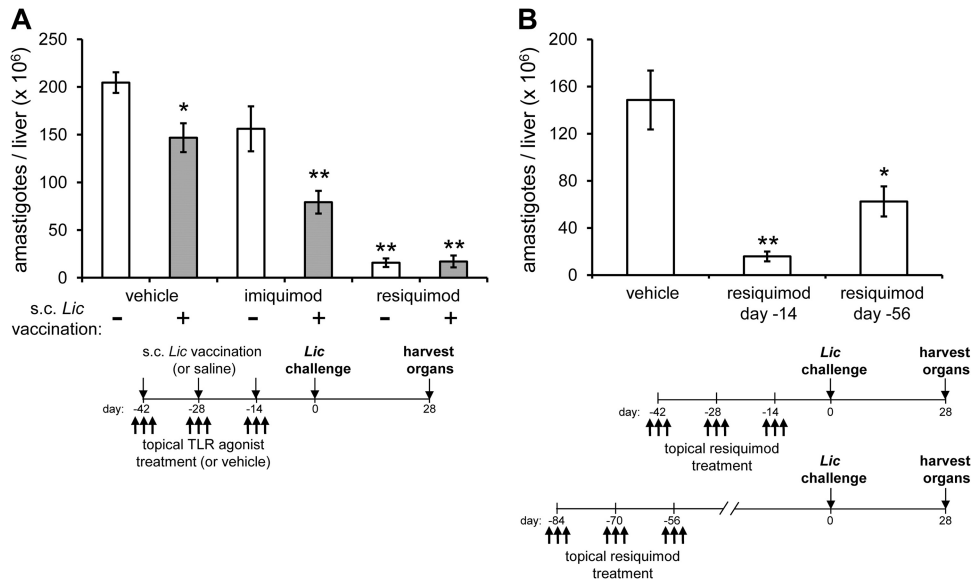 A
amastigotes / liver (x 10⁶)
250
200
150
100
50
0
*
**
**
**
vehicle
imiquimod
resiquimod
s.c. Lic
vaccination:
- + - + - +
s.c. Lic vaccination
(or saline)
Lic
challenge
harvest
organs
day: -42 -28 -14 0 28
topical TLR agonist
treatment (or vehicle)
B
amastigotes / liver (x 10⁶)
200
160
120
80
40
0
**
*
vehicle
resiquimod
day -14
resiquimod
day -56
Lic
challenge
harvest
organs
day: -42 -28 -14 0 28
topical resiquimod
treatment
Lic
challenge
harvest
organs
day: -84 -70 -56 0 28
topical resiquimod
treatment